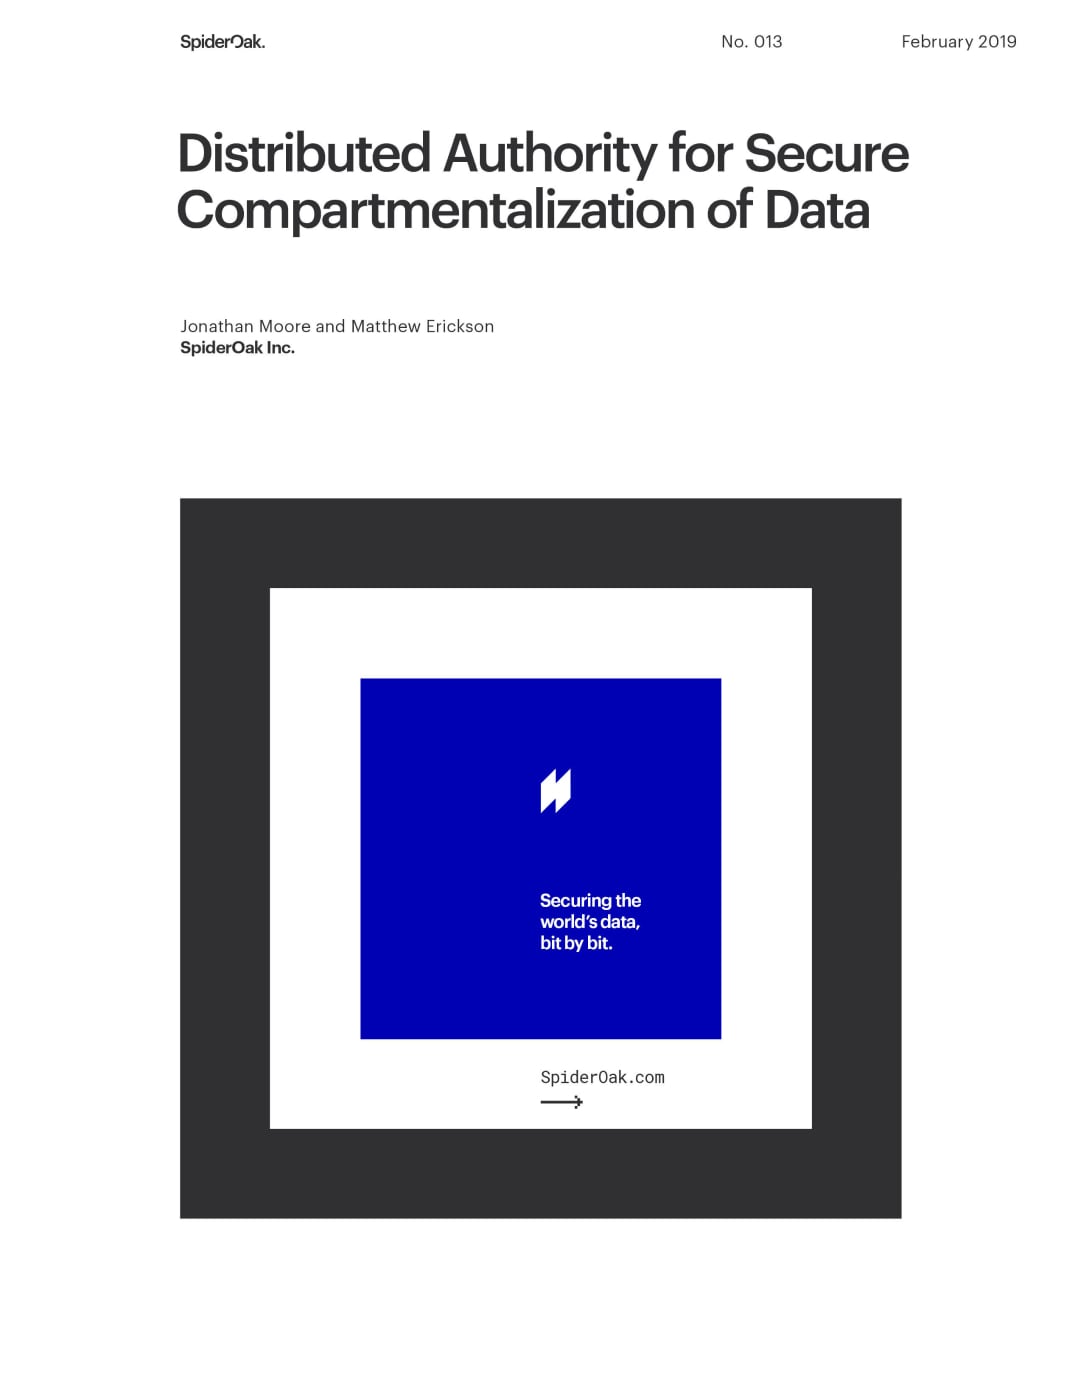 SpiderOak.
No. 013
February 2019
Distributed Authority for Secure
Compartmentalization of Data
Jonathan Moore and Matthew Erickson
SpiderOak Inc.
Securing the
world’s data,
bit by bit.
SpiderOak.com